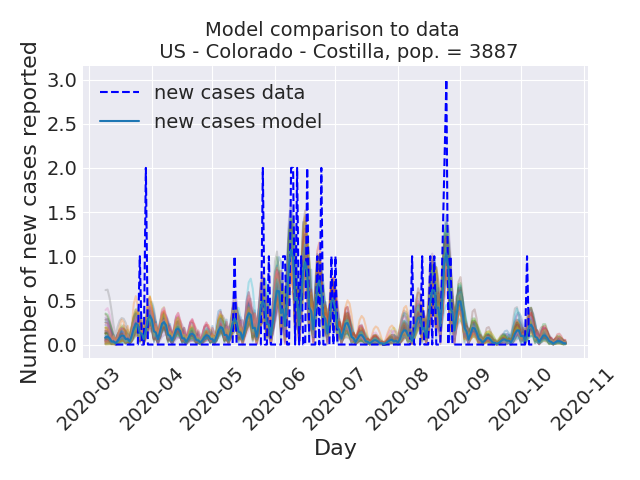 Model comparison to data
US - Colorado - Costilla, pop. = 3887
Number of new cases reported
3.0
2.5
2.0
1.5
1.0
0.5
0.0
new cases data
new cases model
2020-03
2020-04
2020-05
2020-06
2020-07
2020-08
2020-09
2020-10
2020-11
Day